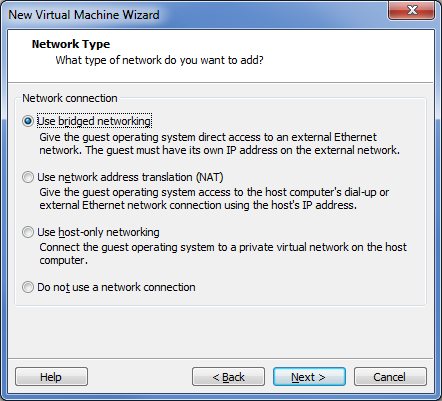 New Virtual Machine Wizard
Network Type
What type of network do you want to add?
Network connection
Use bridged networking
Give the guest operating system direct access to an external Ethernet
network. The guest must have its own IP address on the external network.
Use network address translation (NAT)
Give the guest operating system access to the host computer's dial-up or
external Ethernet network connection using the host's IP address.
Use host-only networking
Connect the guest operating system to a private virtual network on the host
computer.
Do not use a network connection
Help
< Back
Next >
Cancel